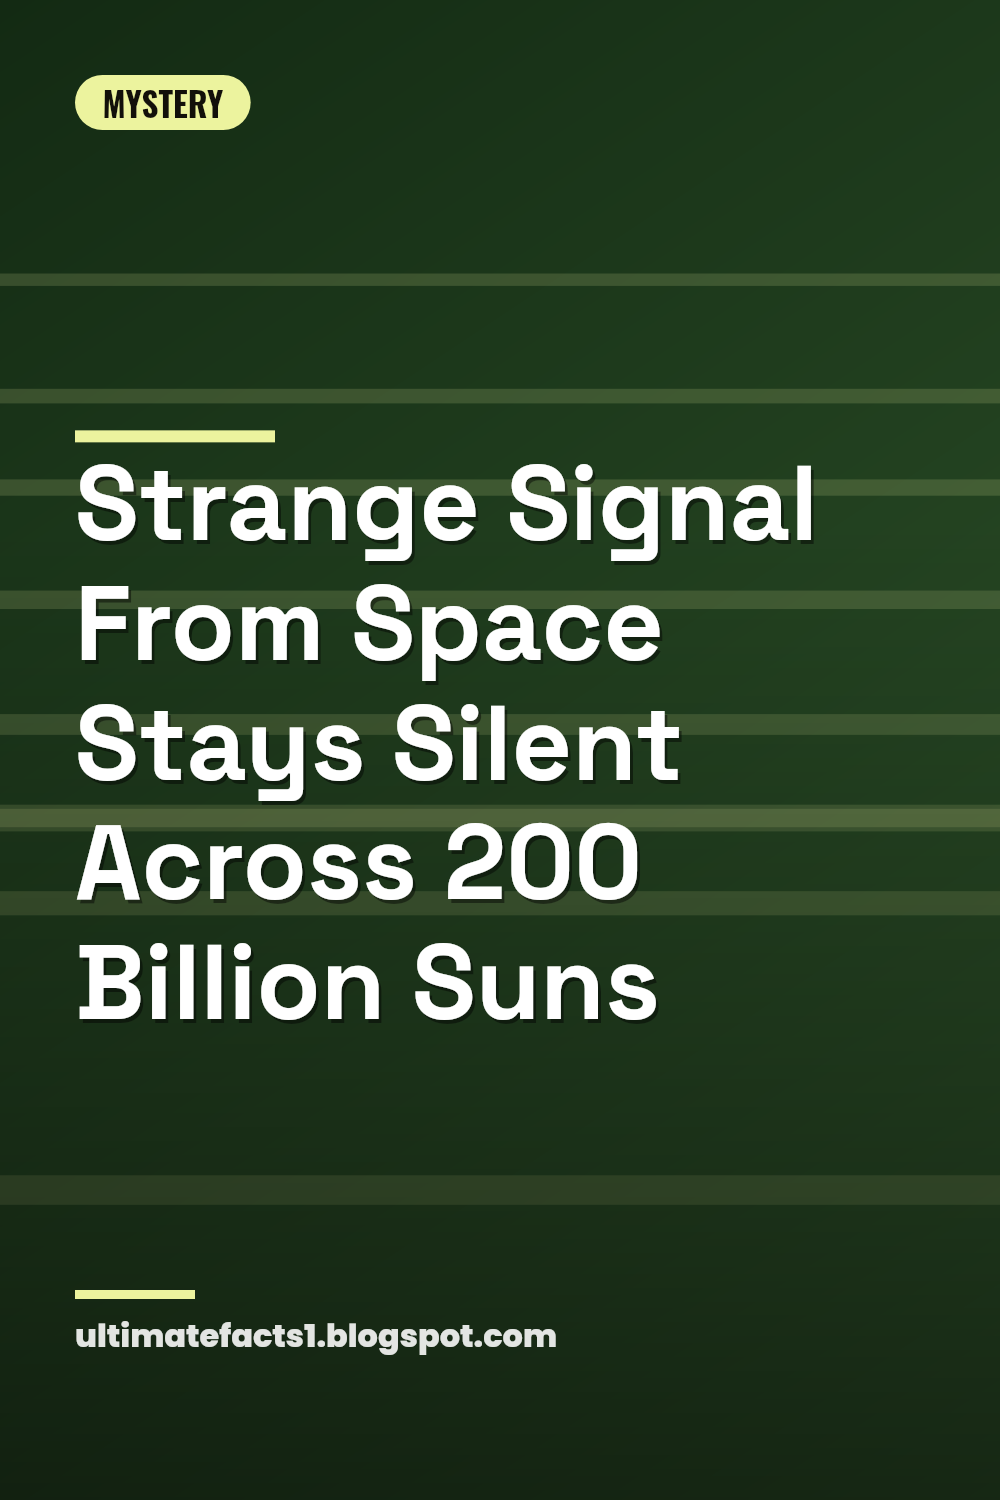 MYSTERY
Strange Signal
From Space
Stays Silent
Across 200
Billion Suns
ultimatefacts1.blogspot.com